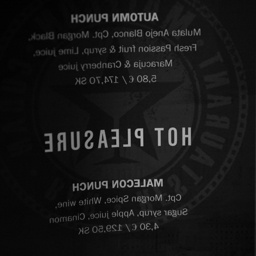 AUTOMN PUNCH
Mulata Anejo Blanco, Cpt. Morgan Black,
Fresh Passion fruit & syrup, Lime juice,
Maracuja & Cranberry
juice
5,80 € / 174,70 SK
HOT PLEASURE
MALECON PUNCH
Cpt. Morgan Spice, White wine,
Sugar syrup, Apple juice, Cinamon
4,30 € / 129,50 SK